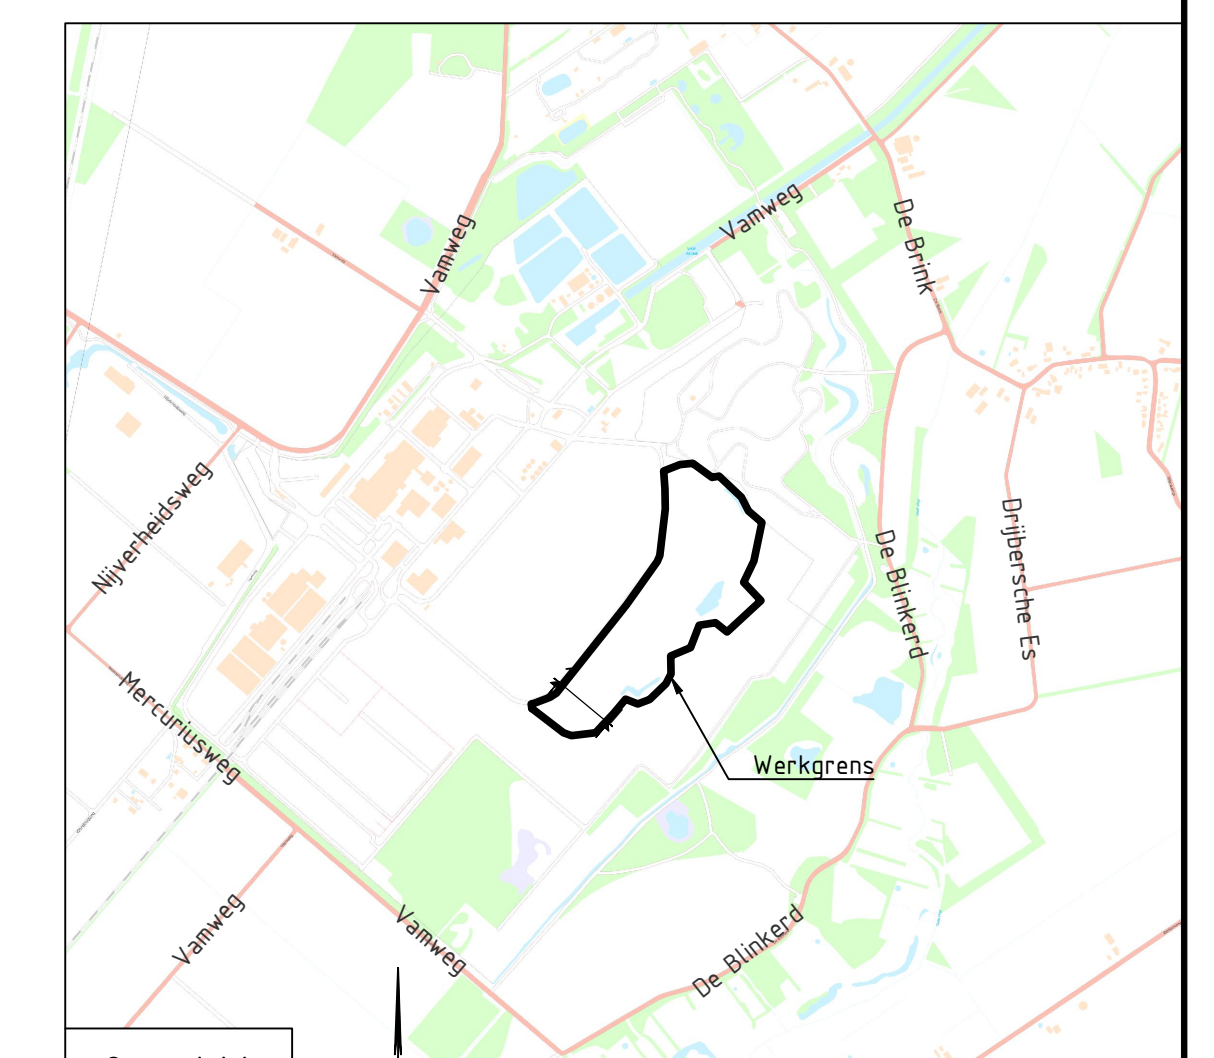 Vamweg
Vamweg
De Brink
Nijverheidsweg
De Blinkerd
Drijbersche Es
Mercuriusweg
Werkgrens
Vamweg
Vamweg
De Blinkerd